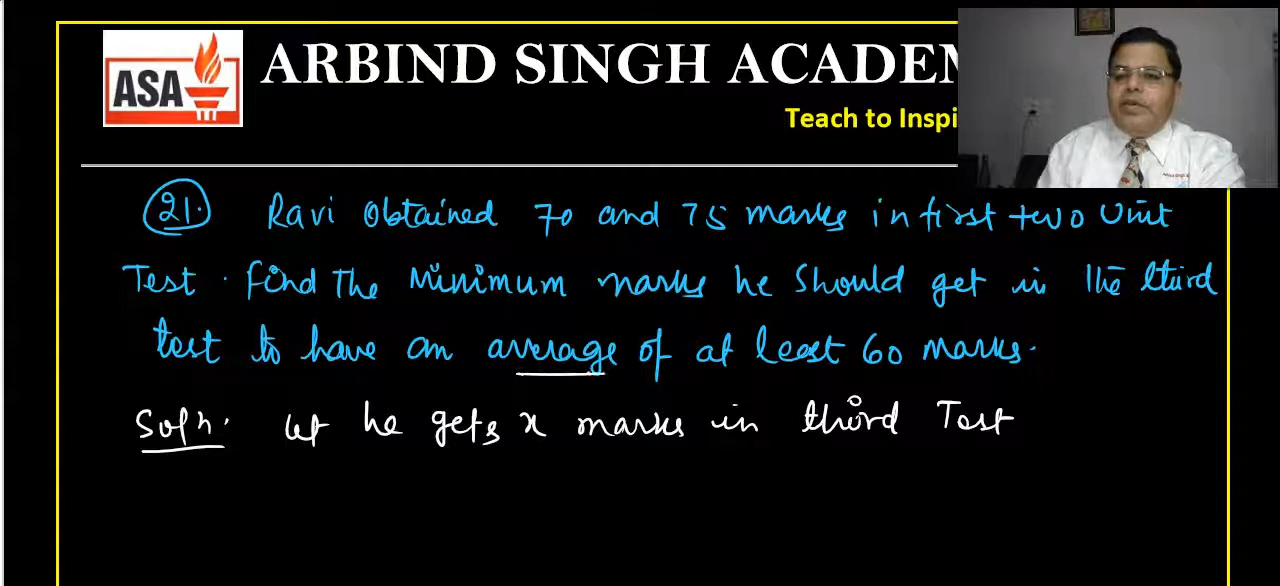 ASA
ARBIND SINGH ACADEM
Teach to Inspi
21. Ravi Obtained 70 and 75 marks in first two Unit
Test. Find The Minimum marks he should get in the third
test to have an average of at least 60 marks.
Soln. Let he gets x marks in third Test